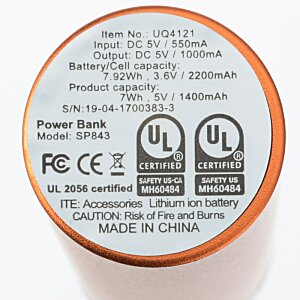 Item No.: UQ4121
Input: DC 5V / 550mA
Output: DC 5V / 1000mA
Battery/Cell capacity:
7.92Wh , 3.6V / 2200mAh
Power capacity:
7Wh , 5V / 1400mAh
S/N:19-04-1700383-3
Power Bank
Model: SP843
FC CE
UL 2056 certified
UL
CERTIFIED
SAFETY US-CA
MH60484
UL
CERTIFIED
SAFETY US
MH60484
ITE: Accessories Lithium ion battery
CAUTION: Risk of Fire and Burns
MADE IN CHINA